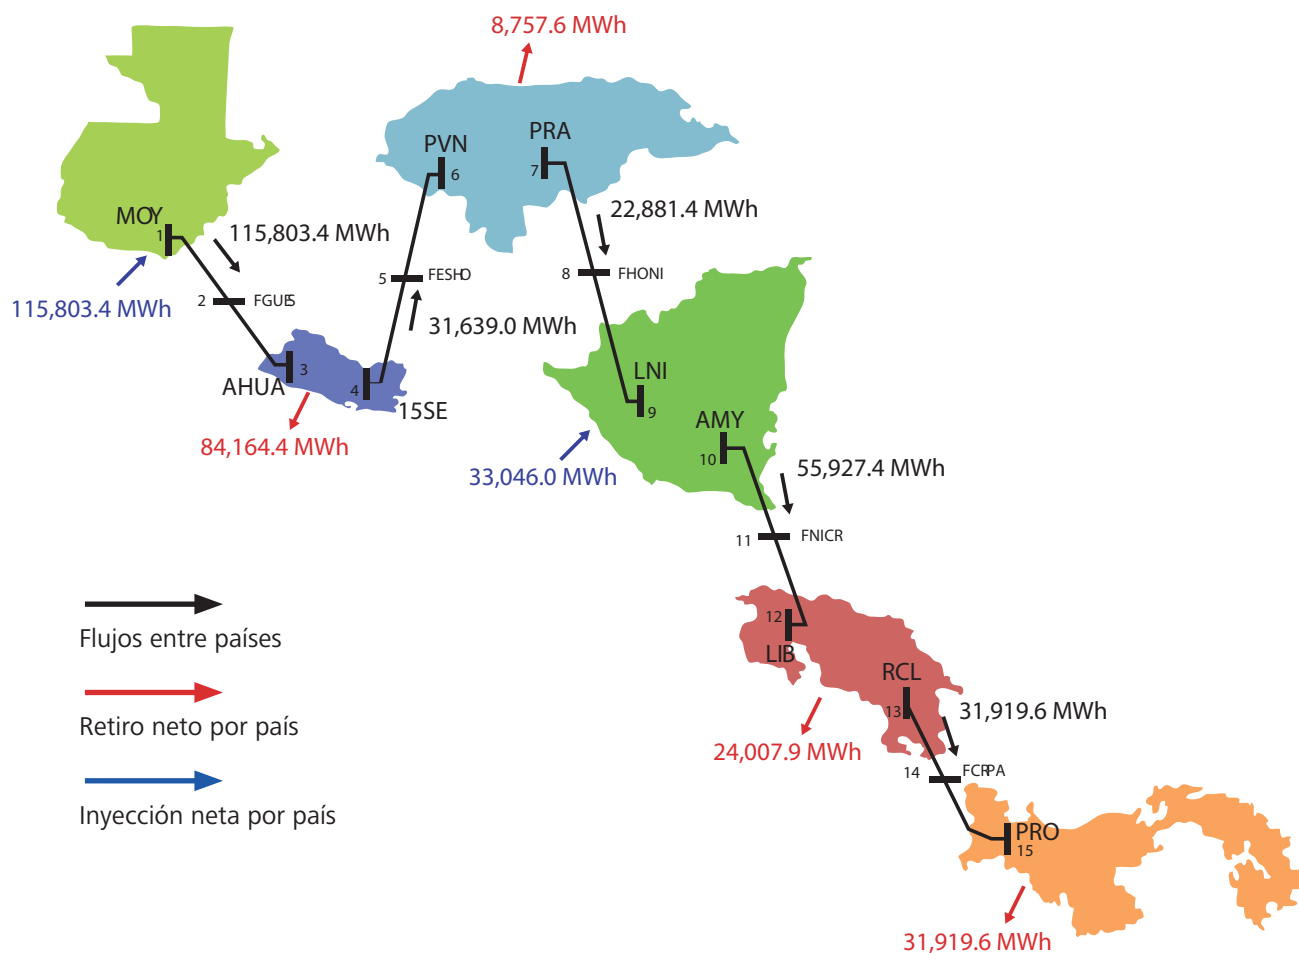 8,757.6 MWh
PVN
PRA
6
7
MOY
1
115,803.4 MWh
22,881.4 MWh
5
FESHO
8
FHONI
115,803.4 MWh
2
FGUES
31,639.0 MWh
3
AHUA
4
15SE
LNI
9
84,164.4 MWh
AMY
10
33,046.0 MWh
55,927.4 MWh
11
FNICR
Flujos entre países
12
LIB
RCL
13
31,919.6 MWh
Retiro neto por país
24,007.9 MWh
14
FCRPA
Inyección neta por país
PRO
15
31,919.6 MWh